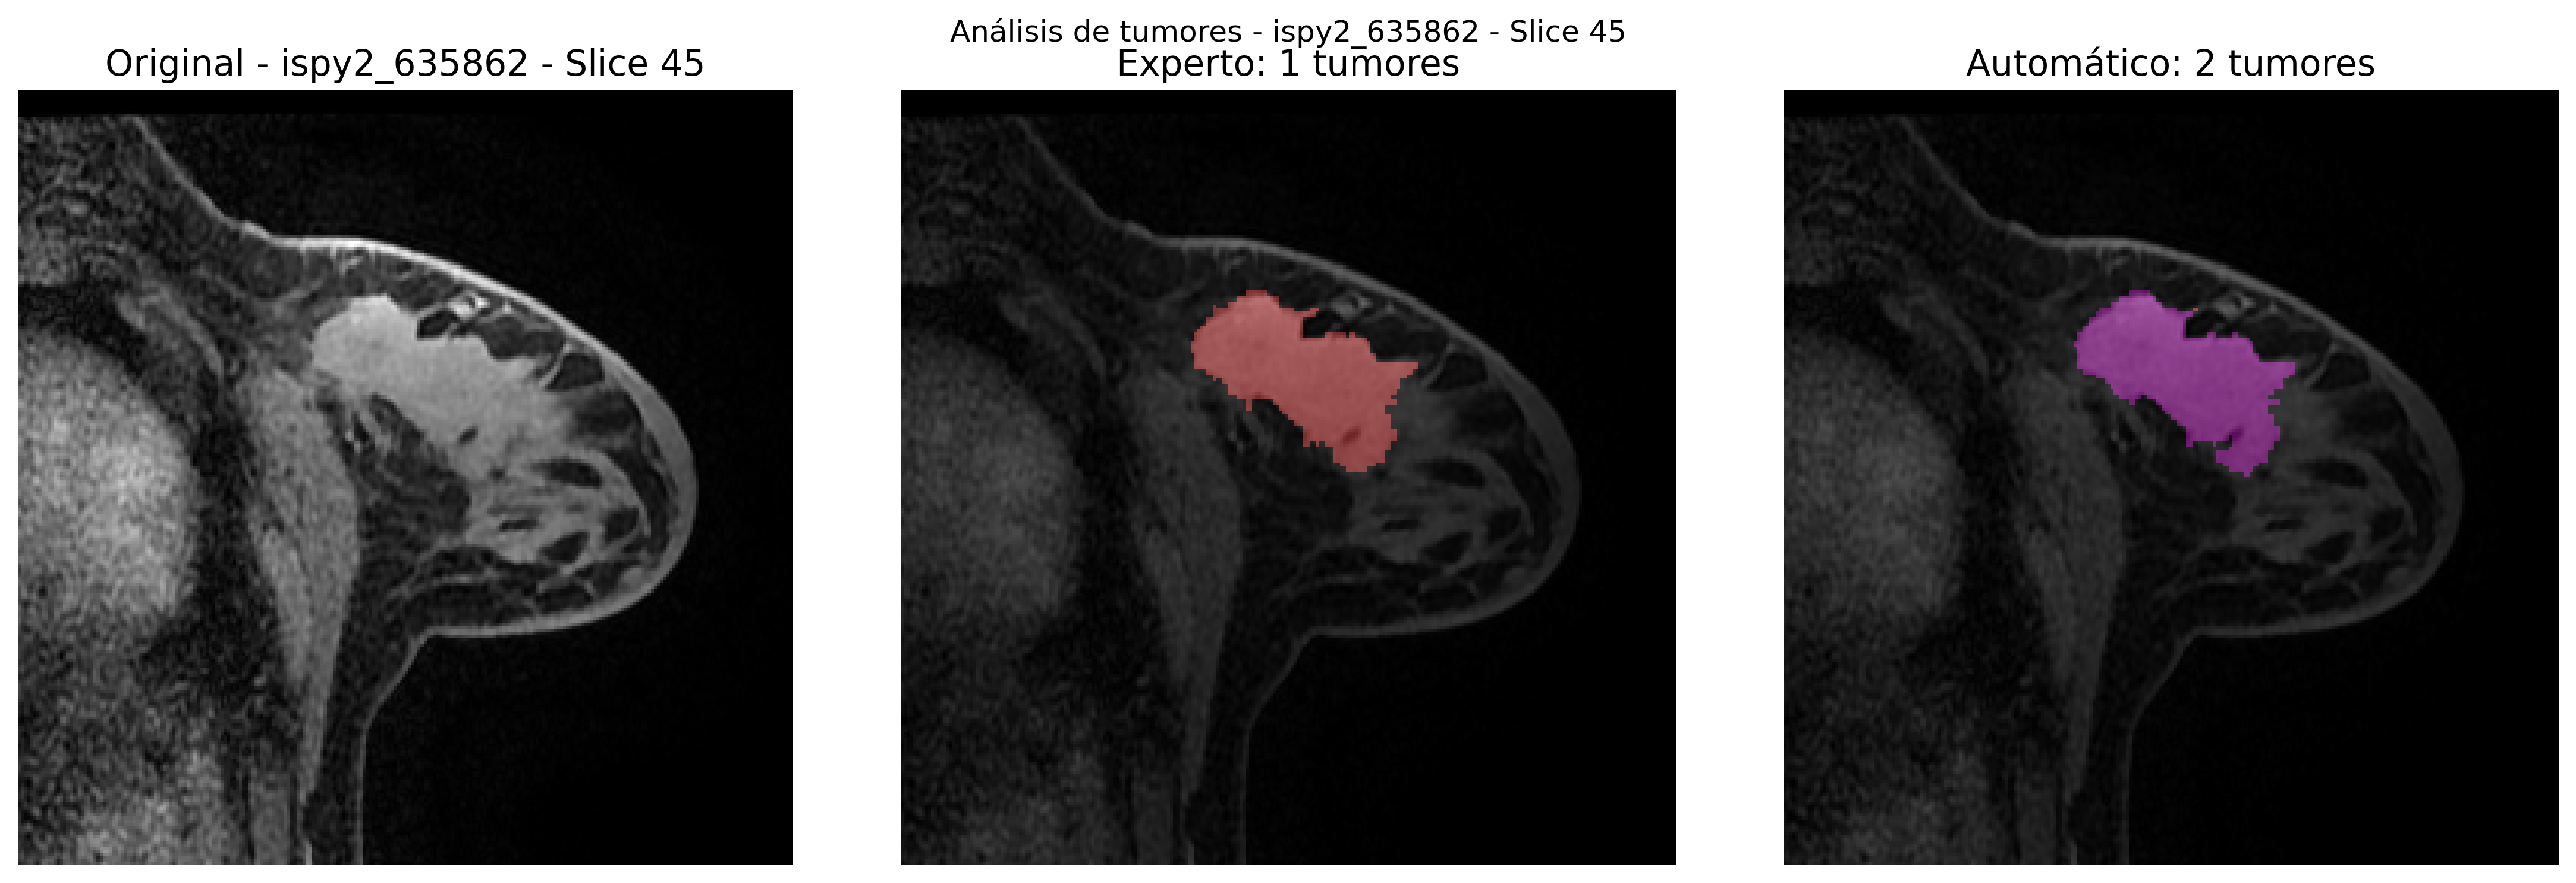 Análisis de tumores - ispy2_635862 - Slice 45
Original - ispy2_635862 - Slice 45
Experto: 1 tumores
Automático: 2 tumores